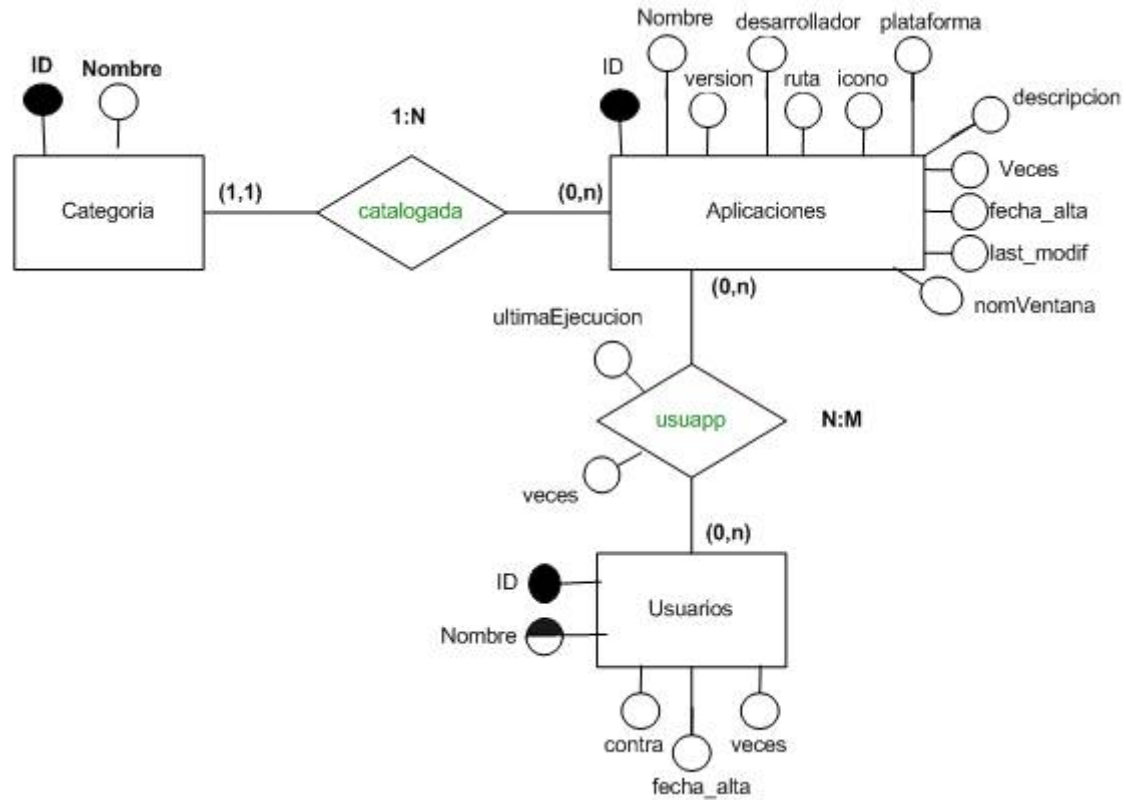 Nombre
desarrollador
plataforma
ID
Nombre
ID
version
ruta
icono
descripcion
1:N
Veces
Categoria
(1,1)
catalogada
(0,n)
Aplicaciones
fecha_alta
last_modif
(0,n)
nomVentana
ultimaEjecucion
usuapp
N:M
veces
(0,n)
ID
Usuarios
Nombre
contra
veces
fecha_alta